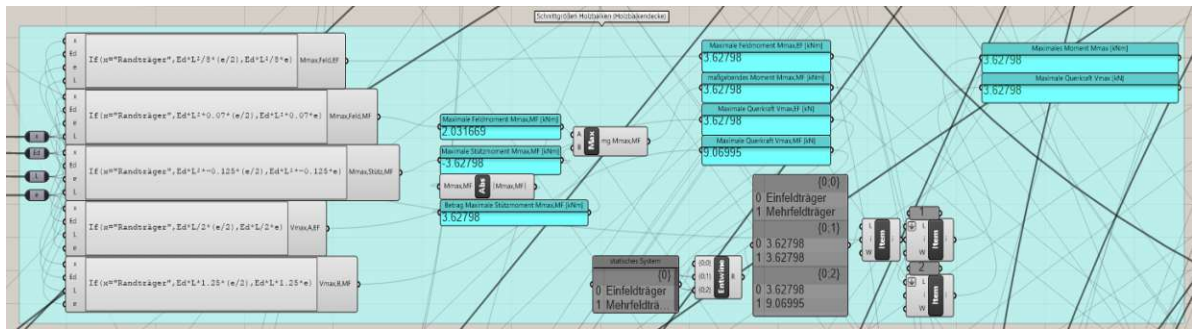 Schnittgrößen Holzbalken (Holzbalkendecke)
x
Ed
e
L
If(x="Randträger",Ed*L²/8*(e/2),Ed*L²/8*e)
Mmax,Feld,EF
x
Ed
e
L
If(x="Randträger",Ed*L²*0.07*(e/2),Ed*L²*0.07*e)
Mmax,Feld,MF
x
Ed
e
L
If(x="Randträger",Ed*L²*-0.125*(e/2),Ed*L²*-0.125*e)
Mmax,Stütz,MF
x
Ed
L
e
If(x="Randträger",Ed*L/2*(e/2),Ed*L/2*e)
Vmax,A,EF
x
Ed
L
e
If(x="Randträger",Ed*L*1.25*(e/2),Ed*L*1.25*e)
Vmax,B,MF
x
Ed
L
e
Maximale Feldmoment Mmax,MF [kNm]
2.031669
Maximale Stützmoment Mmax,MF [kNm]
-3.62798
Mmax,MF
Abs
|Mmax,MF|
Betrag Maximale Stützmoment Mmax,MF [kNm]
3.62798
A
B
Max
mg Mmax,MF
Maximale Feldmoment Mmax,EF [kNm]
3.62798
maßgebendes Moment Mmax,MF [kNm]
3.62798
Maximale Querkraft Vmax,EF [kN]
3.62798
Maximale Querkraft Vmax,MF [kN]
9.06995
Maximales Moment Mmax [kNm]
3.62798
Maximale Querkraft Vmax [kN]
3.62798
statisches System
{0}
0 Einfeldträger
1 Mehrfeldträ...
{0;0}
{0;1}
{0;2}
Entwine
R
{0;0}
0 Einfeldträger
1 Mehrfeldträger
{0;1}
0 3.62798
1 3.62798
{0;2}
0 3.62798
1 9.06995
L
i
W
Item
1
L
i
W
Item
2
L
i
W
Item